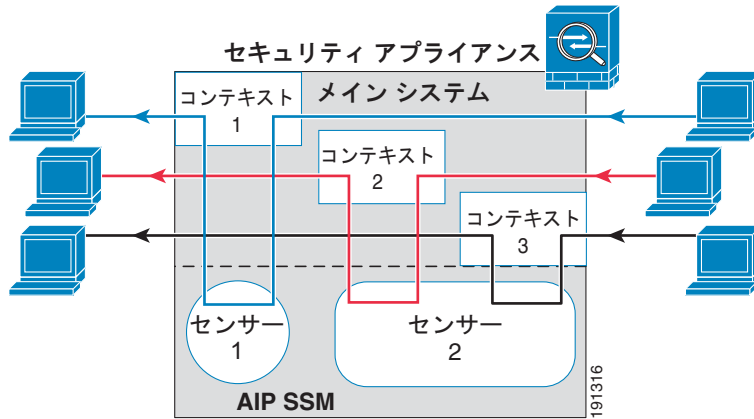 セキュリティ アプライアンス
コンテキスト
1
メイン システム
コンテキスト
2
コンテキスト
3
センサー
1
センサー
2
AIP SSM
191316